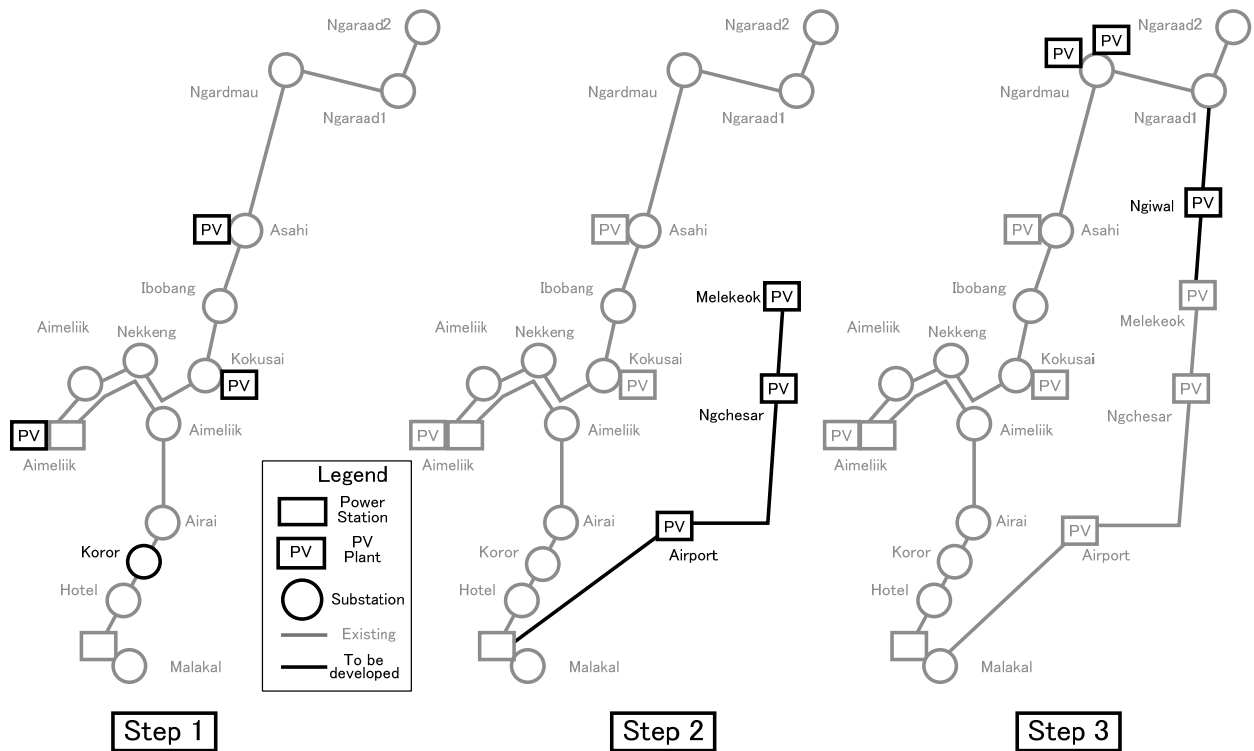 Ngaraad2
Ngardmau
Ngaraad1
PV
Asahi
Ibobang
Aimeliik
Nekkeng
Kokusai
PV
PV
Aimeliik
Aimeliik
Airai
Koror
Hotel
Malakal
Legend
Power
Station
PV
PV
Plant
Substation
Existing
To be
developed
Step 1
Ngaraad2
Ngardmau
Ngaraad1
PV
Asahi
Ibobang
Melekeok
PV
Aimeliik
Nekkeng
Kokusai
PV
PV
Ngchesar
PV
Aimeliik
Aimeliik
Airai
PV
Airport
Koror
Hotel
Malakal
Step 2
PV
PV
Ngaraad2
Ngardmau
Ngaraad1
Ngiwal
PV
PV
Asahi
Ibobang
PV
Melekeok
Aimeliik
Nekkeng
Kokusai
PV
PV
Ngchesar
PV
Aimeliik
Aimeliik
Airai
PV
Airport
Koror
Hotel
Malakal
Step 3